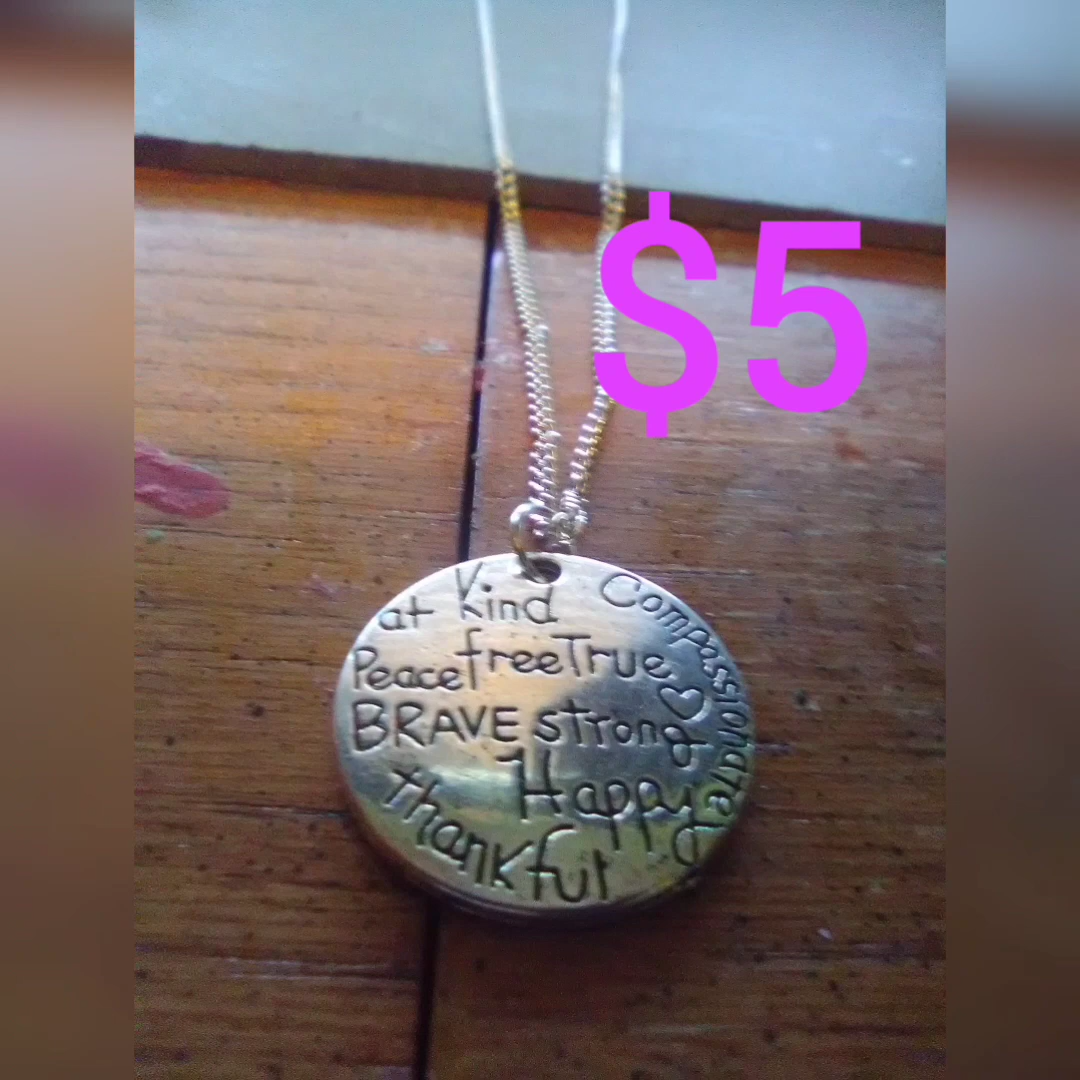 $5
at Kind Compassionate
Peace free True
BRAVE strong
Happy
thankful